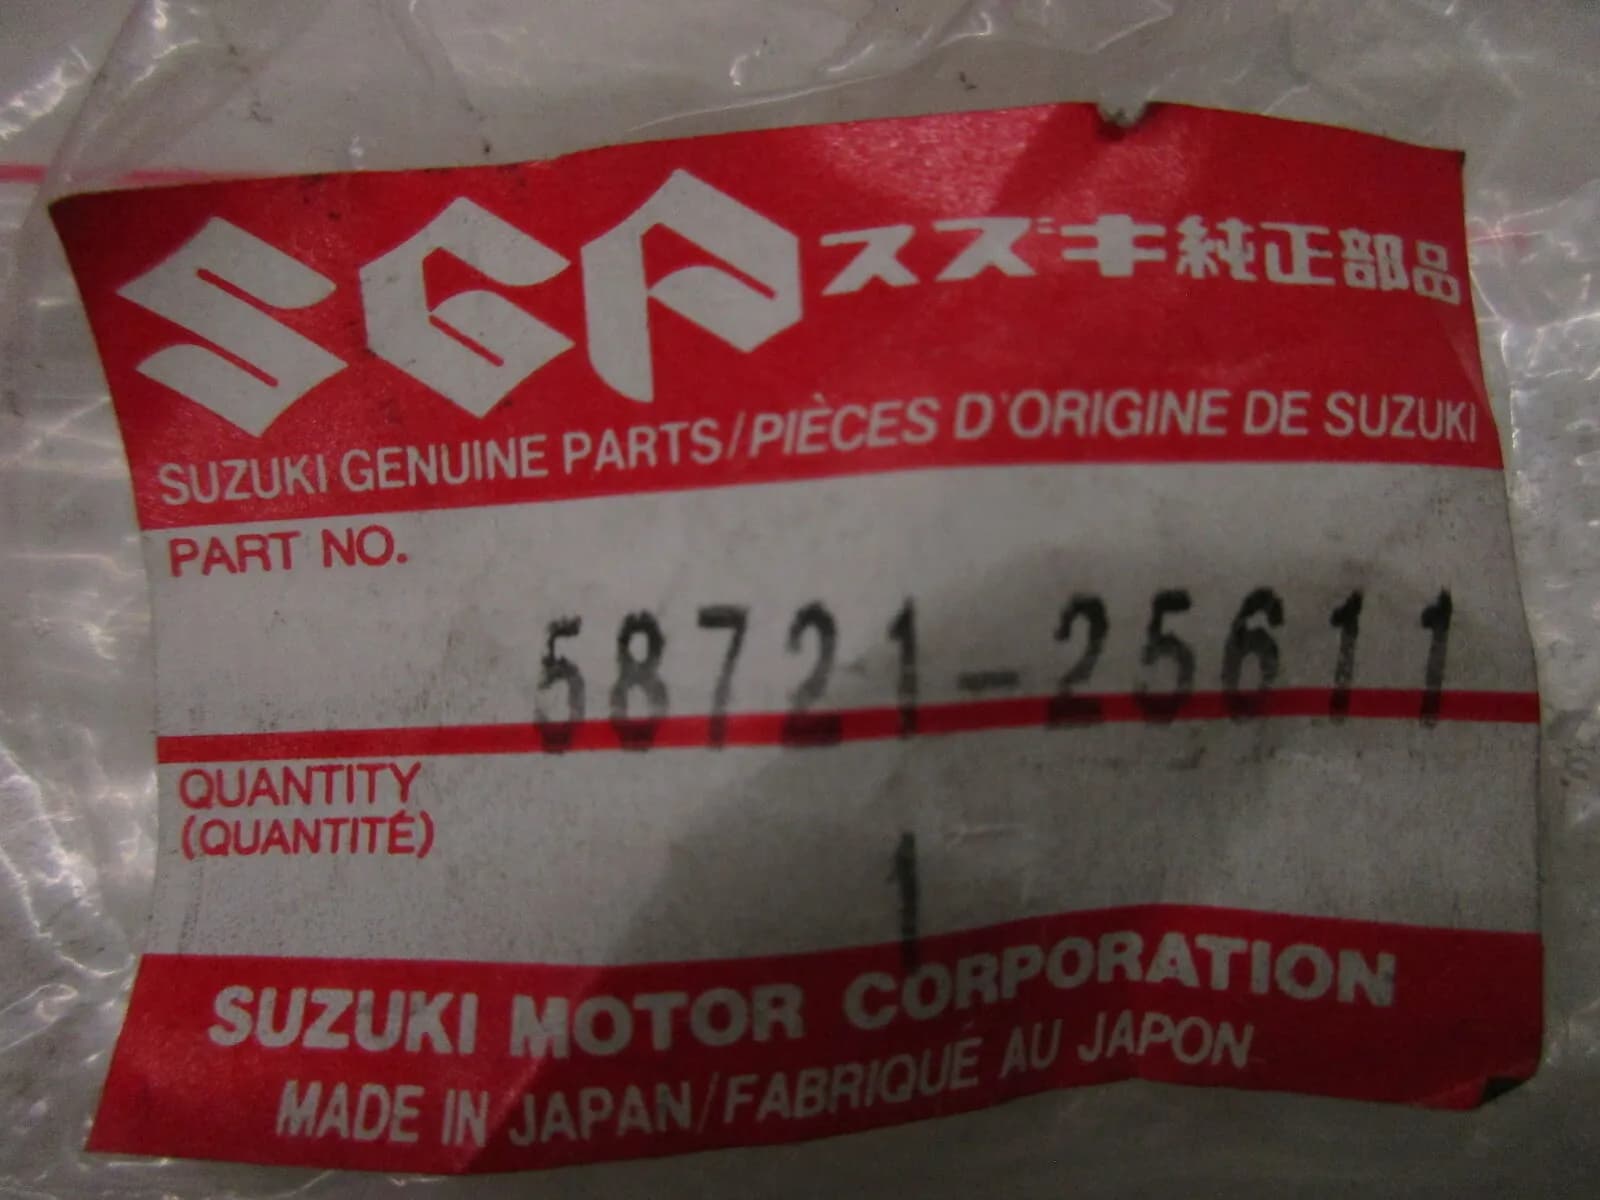 SGP スズキ純正部品
SUZUKI GENUINE PARTS/PIÈCES D'ORIGINE DE SUZUKI
PART NO.
58721-25611
QUANTITY
(QUANTITÉ)
1
SUZUKI MOTOR CORPORATION
MADE IN JAPAN/FABRIQUÉ AU JAPON